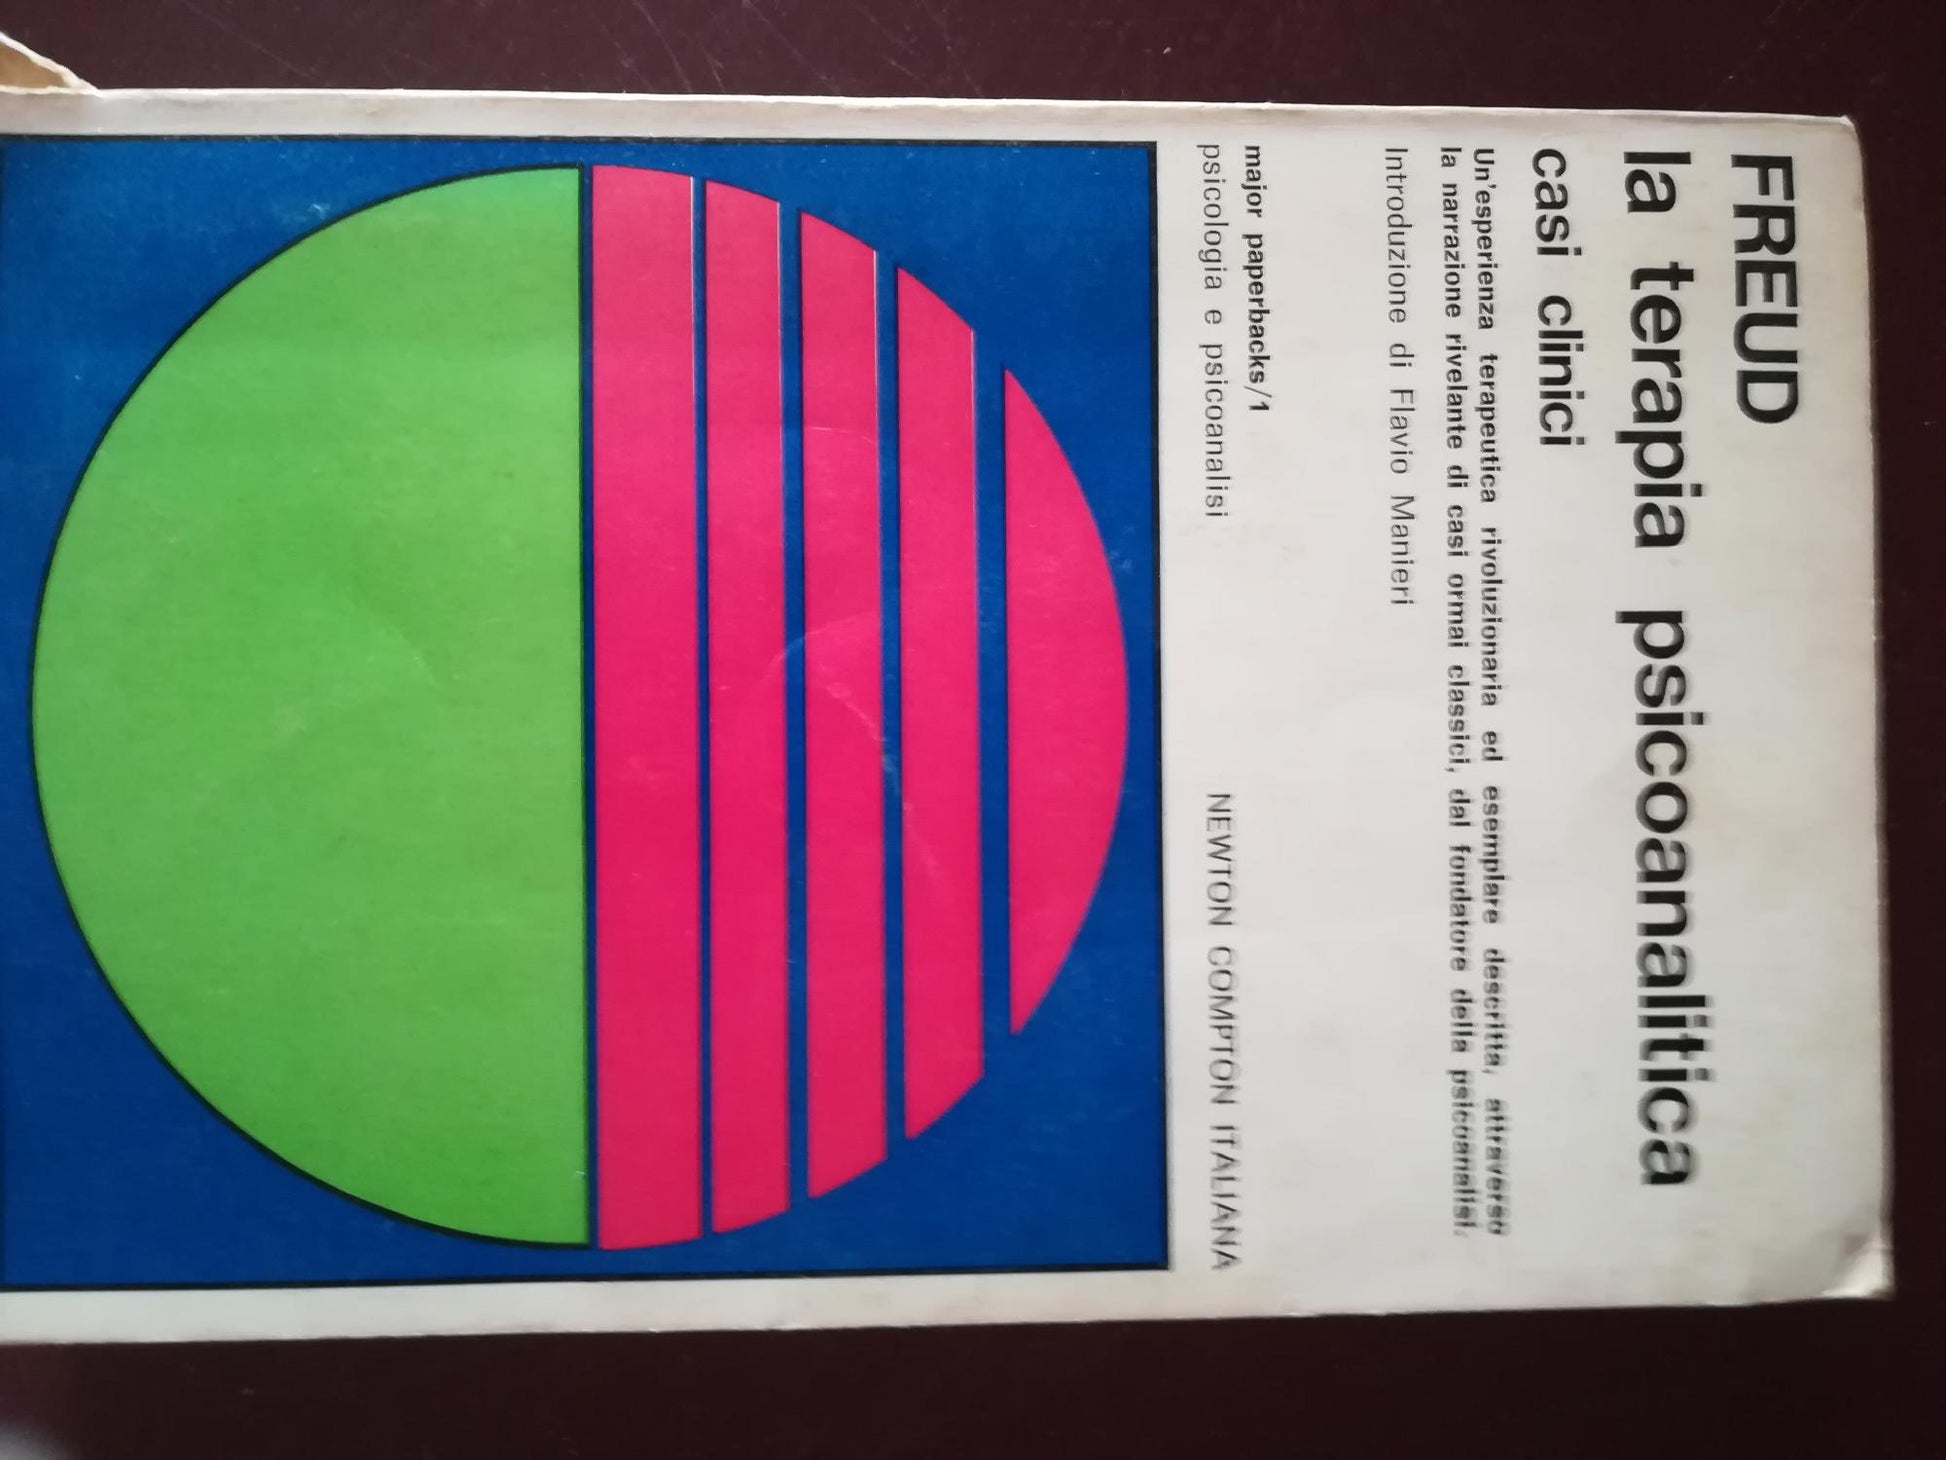 FREUD
la terapia psicoanalitica
casi clinici
Un'esperienza terapeutica rivoluzionaria ed esemplare descritta, attraverso
la narrazione rivelante di casi ormai classici, dal fondatore della psicoanalisi.
Introduzione di Flavio Manieri
major paperbacks/1
psicologia e psicoanalisi NEWTON COMPTON ITALIANA